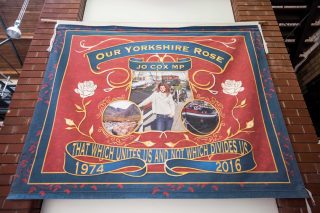 OUR YORKSHIRE ROSE
JO COX MP
THAT WHICH UNITES US AND NOT WHICH DIVIDES US
1974 2016